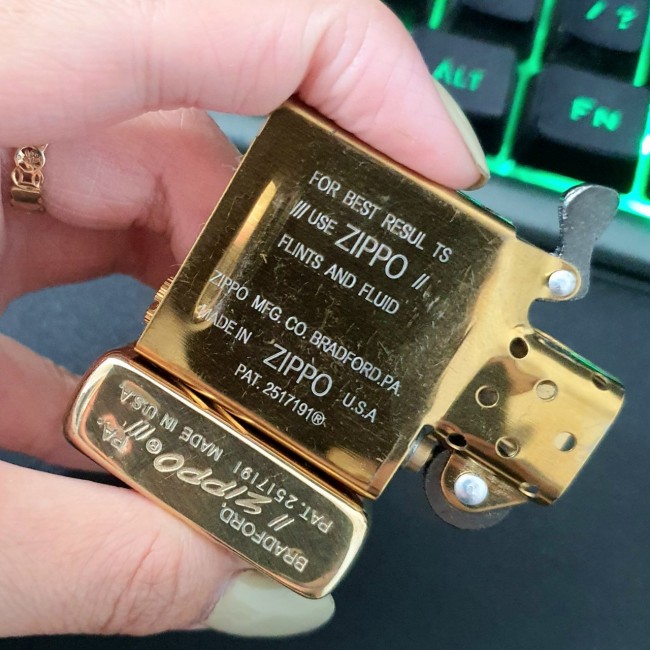 FOR BEST RESUL TS
/// USE ZIPPO //
FLINTS AND FLUID
ZIPPO MFG. CO. BRADFORD.PA.
MADE IN ZIPPO U.S.A
PAT. 2517191®
BRADFORD, PA.
// ZIPPO ® ///
PAT. 2517191 MADE IN U.S.A.
ALT
FN